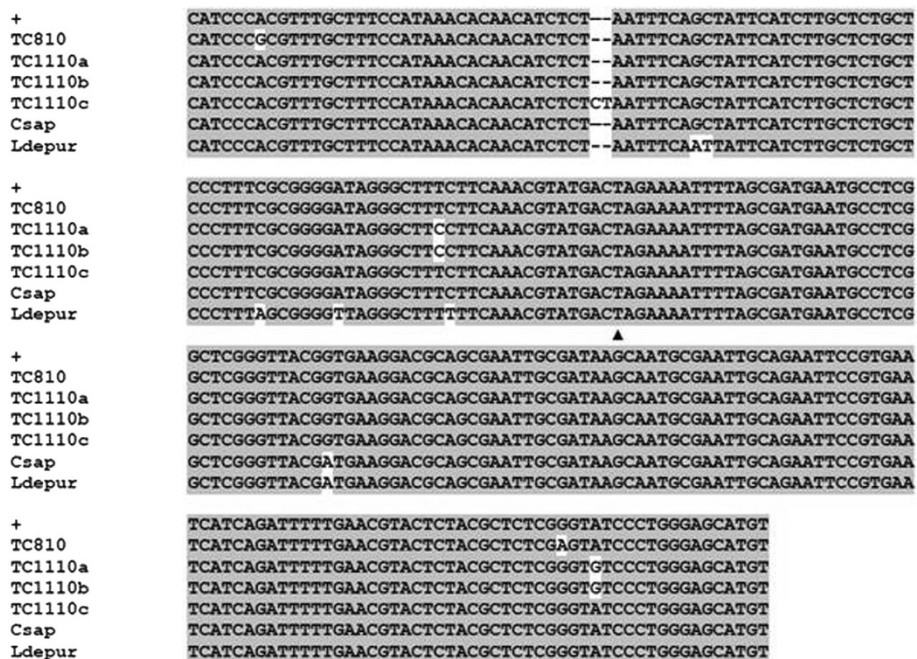 + CATCCCACGTTTGCTTTCCATAAACACAACATCTCT--AATTTCAGCTATTCATCTTGCTCTGCT
TC810 CATCCCGCGTTTGCTTTCCATAAACACAACATCTCT--AATTTCAGCTATTCATCTTGCTCTGCT
TC1110a CATCCCACGTTTGCTTTCCATAAACACAACATCTCT--AATTTCAGCTATTCATCTTGCTCTGCT
TC1110b CATCCCACGTTTGCTTTCCATAAACACAACATCTCT--AATTTCAGCTATTCATCTTGCTCTGCT
TC1110c CATCCCACGTTTGCTTTCCATAAACACAACATCTCTCTAATTTCAGCTATTCATCTTGCTCTGCT
Csap CATCCCACGTTTGCTTTCCATAAACACAACATCTCT--AATTTCAGCTATTCATCTTGCTCTGCT
Ldepur CATCCCACGTTTGCTTTCCATAAACACAACATCTCT--AATTTCAATTATTCATCTTGCTCTGCT
+ CCCTTTCGCGGGGATAGGGCTTTCTTCAAACGTATGACTAGAAAATTTTAGCGATGAATGCCTCG
TC810 CCCTTTCGCGGGGATAGGGCTTTCTTCAAACGTATGACTAGAAAATTTTAGCGATGAATGCCTCG
TC1110a CCCTTTCGCGGGGATAGGGCTTCCTTCAAACGTATGACTAGAAAATTTTAGCGATGAATGCCTCG
TC1110b CCCTTTCGCGGGGATAGGGCTTCCTTCAAACGTATGACTAGAAAATTTTAGCGATGAATGCCTCG
TC1110c CCCTTTCGCGGGGATAGGGCTTTCTTCAAACGTATGACTAGAAAATTTTAGCGATGAATGCCTCG
Csap CCCTTTCGCGGGGATAGGGCTTTCTTCAAACGTATGACTAGAAAATTTTAGCGATGAATGCCTCG
Ldepur CCCTTTAGCGGGGTTAGGGCTTTTTTCAAACGTATGACTAGAAAATTTTAGCGATGAATGCCTCG
+ GCTCGGGTTACGGTGAAGGACGCAGCGAATTGCGATAAGCAATGCGAATTGCAGAATTCCGTGAA
TC810 GCTCGGGTTACGGTGAAGGACGCAGCGAATTGCGATAAGCAATGCGAATTGCAGAATTCCGTGAA
TC1110a GCTCGGGTTACGGTGAAGGACGCAGCGAATTGCGATAAGCAATGCGAATTGCAGAATTCCGTGAA
TC1110b GCTCGGGTTACGGTGAAGGACGCAGCGAATTGCGATAAGCAATGCGAATTGCAGAATTCCGTGAA
TC1110c GCTCGGGTTACGGTGAAGGACGCAGCGAATTGCGATAAGCAATGCGAATTGCAGAATTCCGTGAA
Csap GCTCGGGTTACGATGAAGGACGCAGCGAATTGCGATAAGCAATGCGAATTGCAGAATTCCGTGAA
Ldepur GCTCGGGTTACGATGAAGGACGCAGCGAATTGCGATAAGCAATGCGAATTGCAGAATTCCGTGAA
+ TCATCAGATTTTTGAACGTACTCTACGCTCTCGGGTATCCCTGGGAGCATGT
TC810 TCATCAGATTTTTGAACGTACTCTACGCTCTCGAGTATCCCTGGGAGCATGT
TC1110a TCATCAGATTTTTGAACGTACTCTACGCTCTCGGGTGTCCCTGGGAGCATGT
TC1110b TCATCAGATTTTTGAACGTACTCTACGCTCTCGGGTGTCCCTGGGAGCATGT
TC1110c TCATCAGATTTTTGAACGTACTCTACGCTCTCGGGTATCCCTGGGAGCATGT
Csap TCATCAGATTTTTGAACGTACTCTACGCTCTCGGGTATCCCTGGGAGCATGT
Ldepur TCATCAGATTTTTGAACGTACTCTACGCTCTCGGGTATCCCTGGGAGCATGT